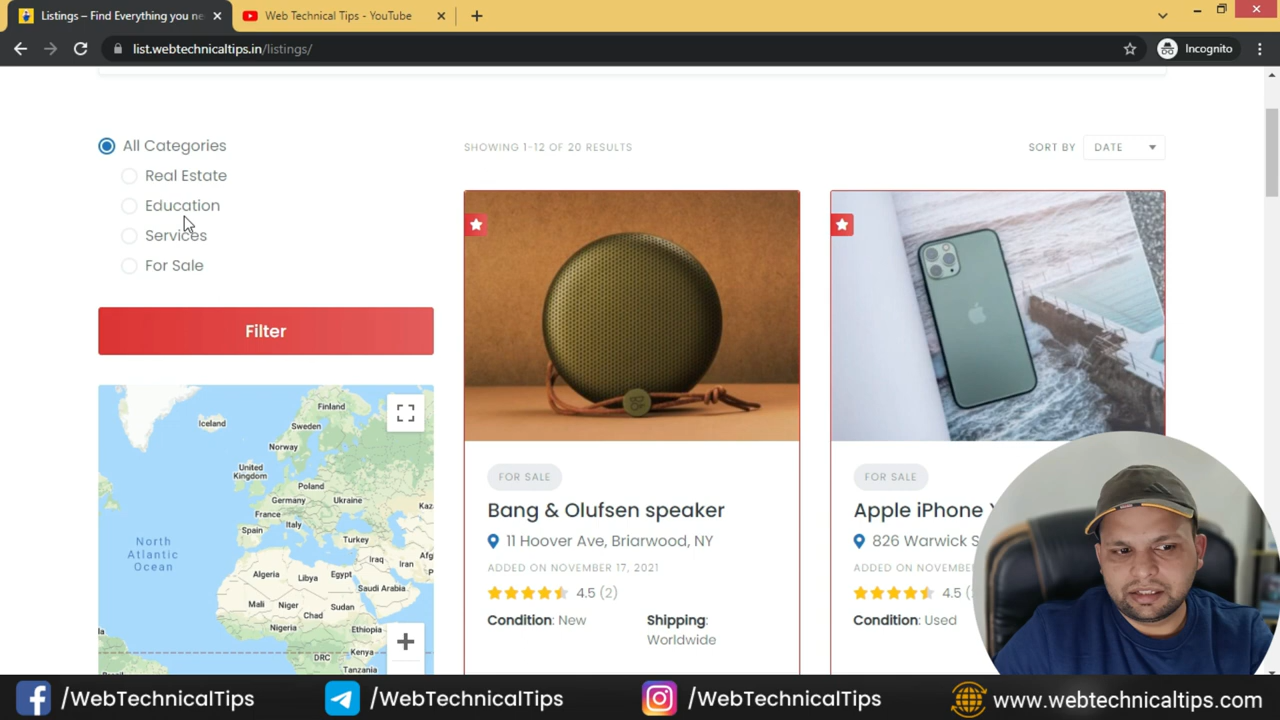 Listings – Find Everything you ne
Web Technical Tips - YouTube
list.webtechnicaltips.in/listings/
Incognito
All Categories
Real Estate
Education
Services
For Sale
Filter
SHOWING 1-12 OF 20 RESULTS
SORT BY DATE
FOR SALE
Bang & Olufsen speaker
11 Hoover Ave, Briarwood, NY
ADDED ON NOVEMBER 17, 2021
4.5 (2)
Condition: New
Shipping:
Worldwide
FOR SALE
Apple iPhone
826 Warwick S
ADDED ON NOVEMBE
4.5
Condition: Used
Finland
Iceland
Sweden
Norway
United
Kingdom
Poland
Germany
Ukraine
Kaz
France
Italy
Spain
Turkey
North
Atlantic
Ocean
Iraq
Iran
Afg
Algeria
Libya
Egypt
Saudi Arabia
Mali
Niger
Sudan
Chad
Nigeria
Ethiopia
la
DRC
Kenya
Tanzania
/WebTechnicalTips
/WebTechnicalTips
/WebTechnicalTips
www.webtechnicaltips.com